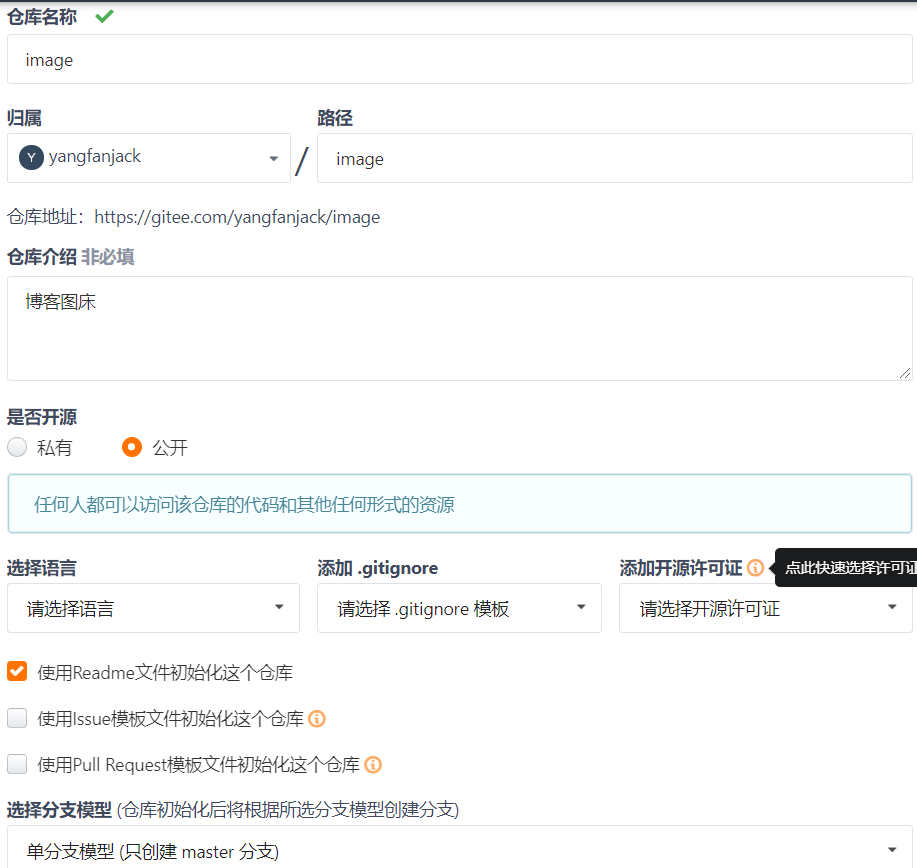 仓库名称
image
归属 路径
Y yangfanjack / image
仓库地址：https://gitee.com/yangfanjack/image
仓库介绍 非必填
博客图床
是否开源
私有 公开
任何人都可以访问该仓库的代码和其他任何形式的资源
选择语言 添加 .gitignore 添加开源许可证 点此快速选择许可证
请选择语言 请选择 .gitignore 模板 请选择开源许可证
使用Readme文件初始化这个仓库
使用Issue模板文件初始化这个仓库
使用Pull Request模板文件初始化这个仓库
选择分支模型 (仓库初始化后将根据所选分支模型创建分支)
单分支模型 (只创建 master 分支)